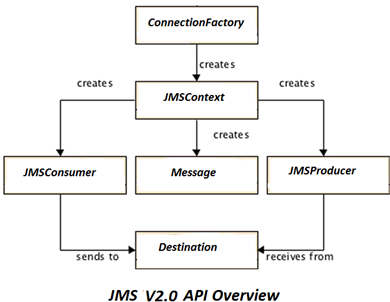 ConnectionFactory
creates
creates
JMSContext
creates
creates
JMSConsumer
Message
JMSProducer
Destination
sends to
receives from
JMS V2.0 API Overview